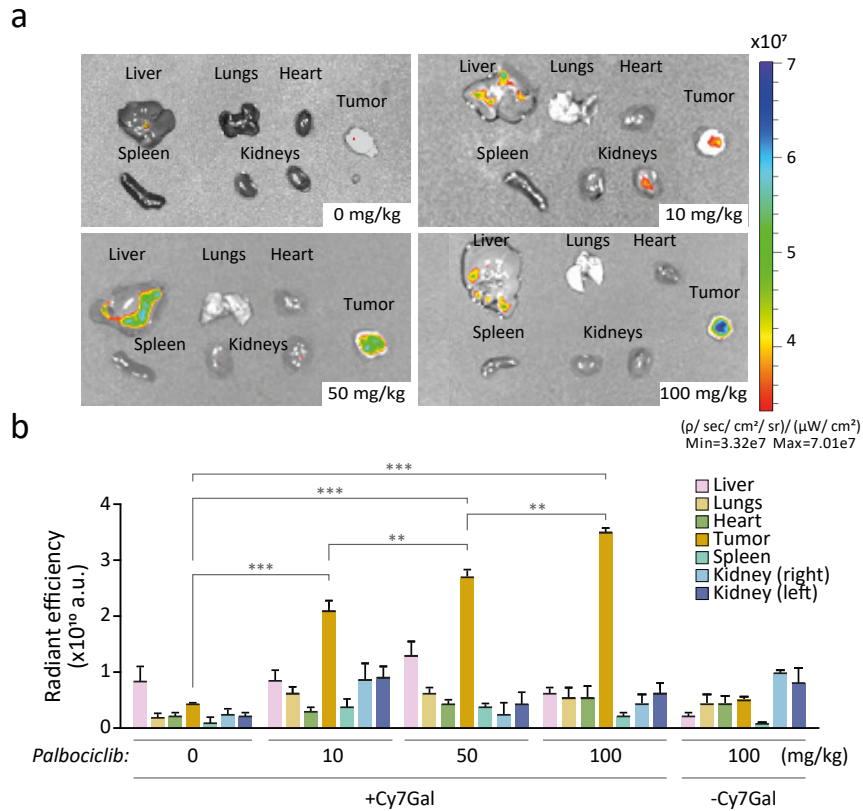 a
x10⁷
Liver Lungs Heart
Tumor
Spleen Kidneys
0 mg/kg
Liver Lungs Heart
Tumor
Spleen Kidneys
10 mg/kg
7
6
5
4
Liver Lungs Heart
Tumor
Spleen Kidneys
50 mg/kg
Liver Lungs Heart
Tumor
Spleen Kidneys
100 mg/kg
(ρ/ sec/ cm²/ sr)/ (μW/ cm²)
Min=3.32e7 Max=7.01e7
b
Radiant efficiency
(x10¹⁰ a.u.)
4
3
2
1
0
***
***
**
***
**
Liver
Lungs
Heart
Tumor
Spleen
Kidney (right)
Kidney (left)
Palbociclib: 0 10 50 100 100 (mg/kg)
+Cy7Gal -Cy7Gal